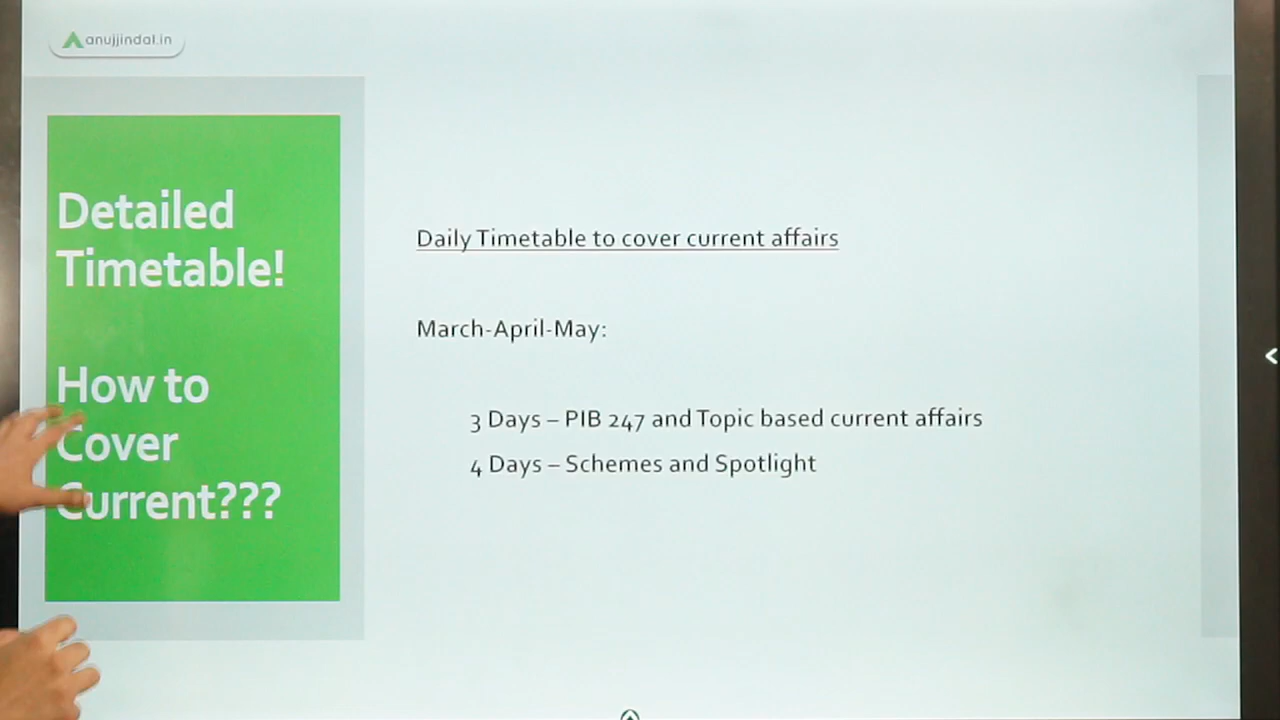 anujjindal.in
Detailed
Timetable!
How to
Cover
Current???
Daily Timetable to cover current affairs
March-April-May:
3 Days – PIB 247 and Topic based current affairs
4 Days – Schemes and Spotlight